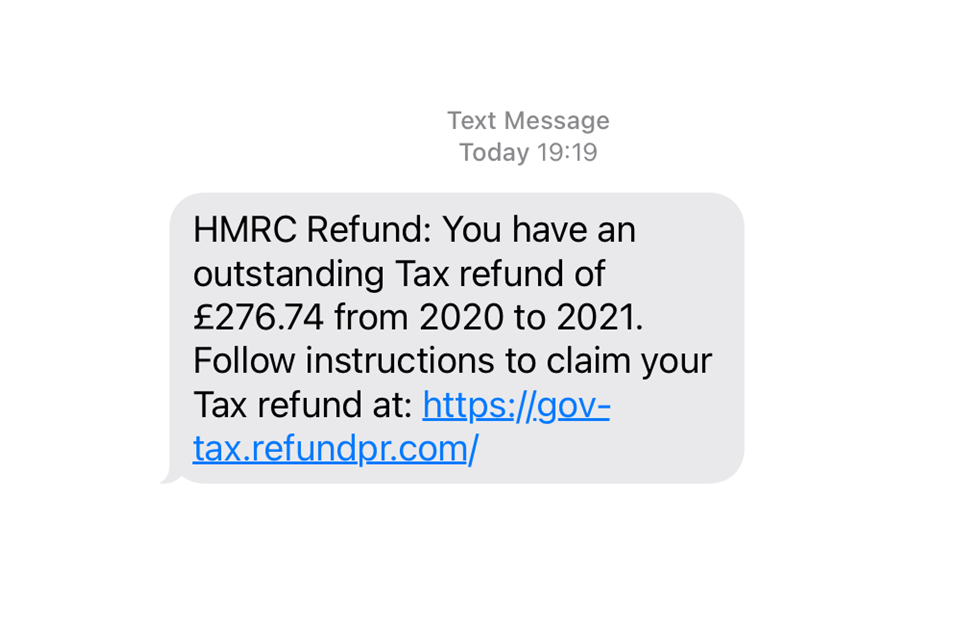 Text Message
Today 19:19
HMRC Refund: You have an
outstanding Tax refund of
£276.74 from 2020 to 2021.
Follow instructions to claim your
Tax refund at: https://gov-
tax.refundpr.com/